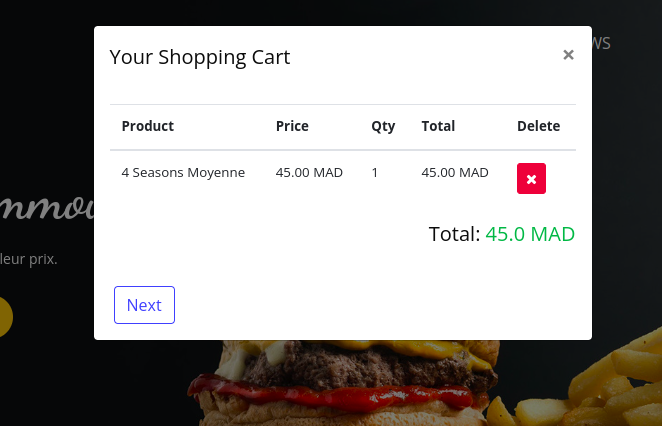 WS
Your Shopping Cart ×
Product Price Qty Total Delete
4 Seasons Moyenne 45.00 MAD 1 45.00 MAD
Total: 45.0 MAD
leur prix.
Next